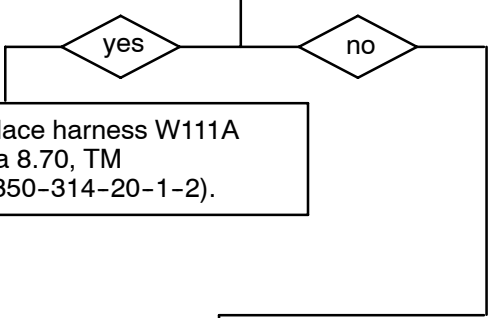 yes no
lace harness W111A
a 8.70, TM
350-314-20-1-2).